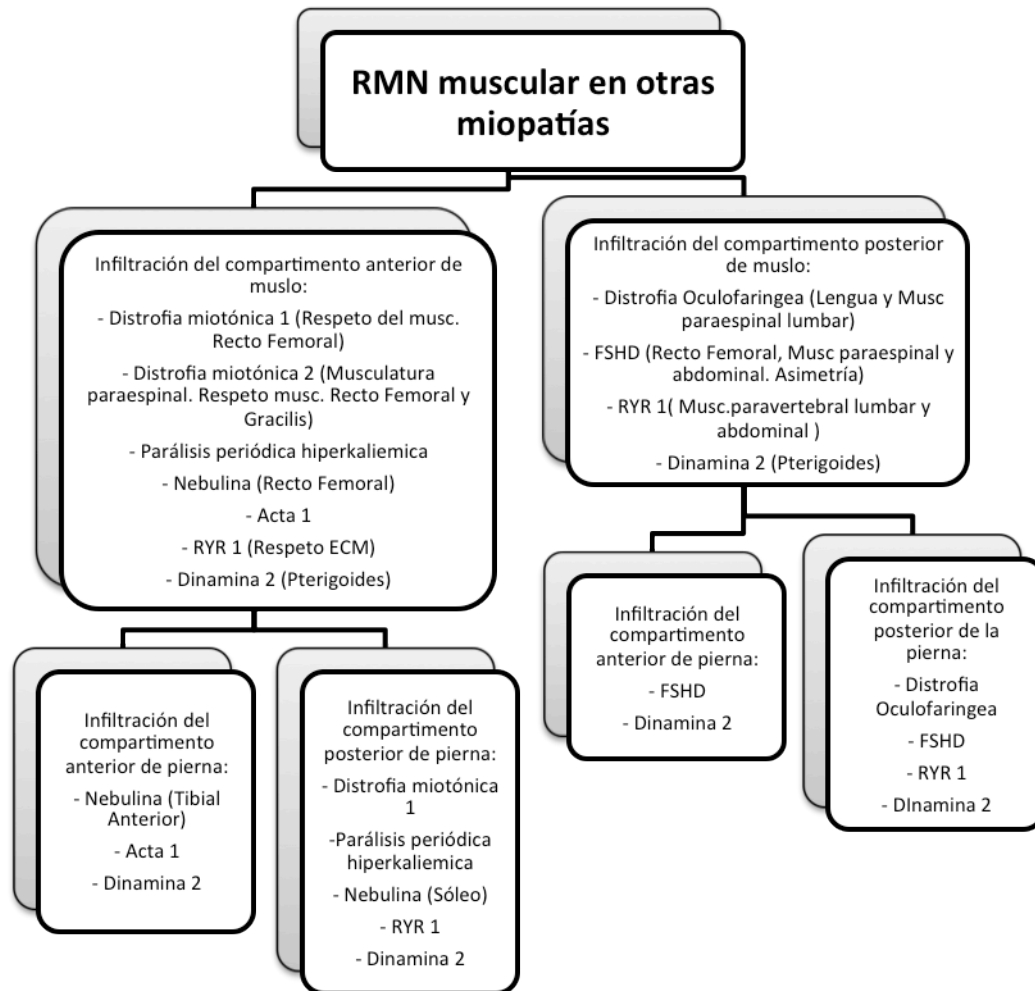 RMN muscular en otras
miopatías
Infiltración del compartimento anterior de
muslo:
- Distrofia miotónica 1 (Respeto del musc.
Recto Femoral)
- Distrofia miotónica 2 (Musculatura
paraespinal. Respeto musc. Recto Femoral y
Gracilis)
- Parálisis periódica hiperkaliemica
- Nebulina (Recto Femoral)
- Acta 1
- RYR 1 (Respeto ECM)
- Dinamina 2 (Pterigoides)
Infiltración del compartimento posterior
de muslo:
- Distrofia Oculofaringea (Lengua y Musc
paraespinal lumbar)
- FSHD (Recto Femoral, Musc paraespinal y
abdominal. Asimetría)
- RYR 1( Musc.paravertebral lumbar y
abdominal )
- Dinamina 2 (Pterigoides)
Infiltración del
compartimento
anterior de pierna:
- Nebulina (Tibial
Anterior)
- Acta 1
- Dinamina 2
Infiltración del
compartimento
posterior de pierna:
- Distrofia miotónica
1
-Parálisis periódica
hiperkaliemica
- Nebulina (Sóleo)
- RYR 1
- Dinamina 2
Infiltración del
compartimento
anterior de pierna:
- FSHD
- Dinamina 2
Infiltración del
compartimento
posterior de la
pierna:
- Distrofia
Oculofaringea
- FSHD
- RYR 1
- DInamina 2